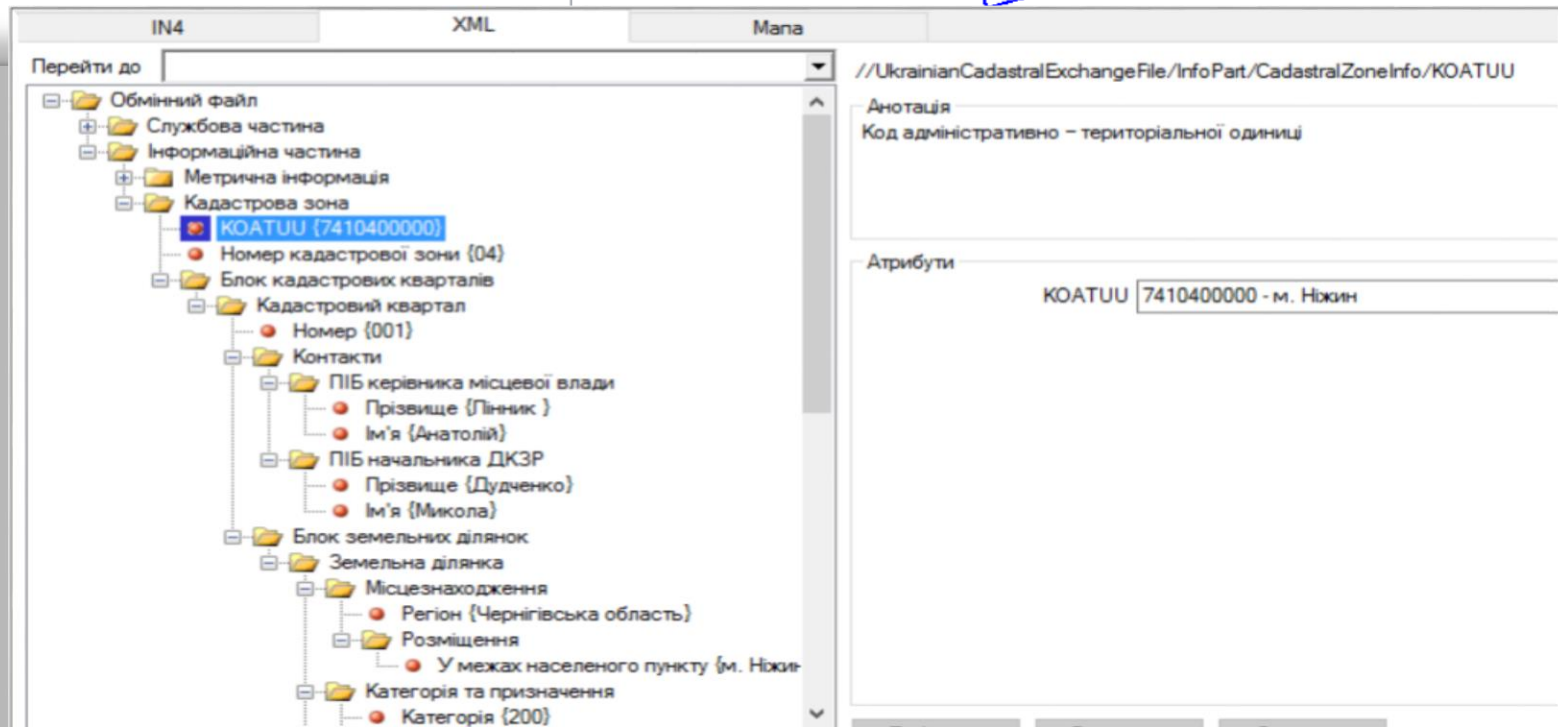 IN4
XML
Мапа
Перейти до
Обмінний файл
Службова частина
Інформаційна частина
Метрична інформація
Кадастрова зона
KOATUU {7410400000}
Номер кадастрової зони {04}
Блок кадастрових кварталів
Кадастровий квартал
Номер {001}
Контакти
ПІБ керівника місцевої влади
Прізвище {Лінник }
Ім'я {Анатолій}
ПІБ начальника ДКЗР
Прізвище {Дудченко}
Ім'я {Микола}
Блок земельних ділянок
Земельна ділянка
Місцезнаходження
Регіон {Чернігівська область}
Розміщення
У межах населеного пункту {м. Ніжин
Категорія та призначення
Категорія {200}
//UkrainianCadastralExchangeFile/InfoPart/CadastralZoneInfo/KOATUU
Анотація
Код адміністративно - територіальної одиниці
Атрибути
KOATUU 7410400000 - м. Ніжин